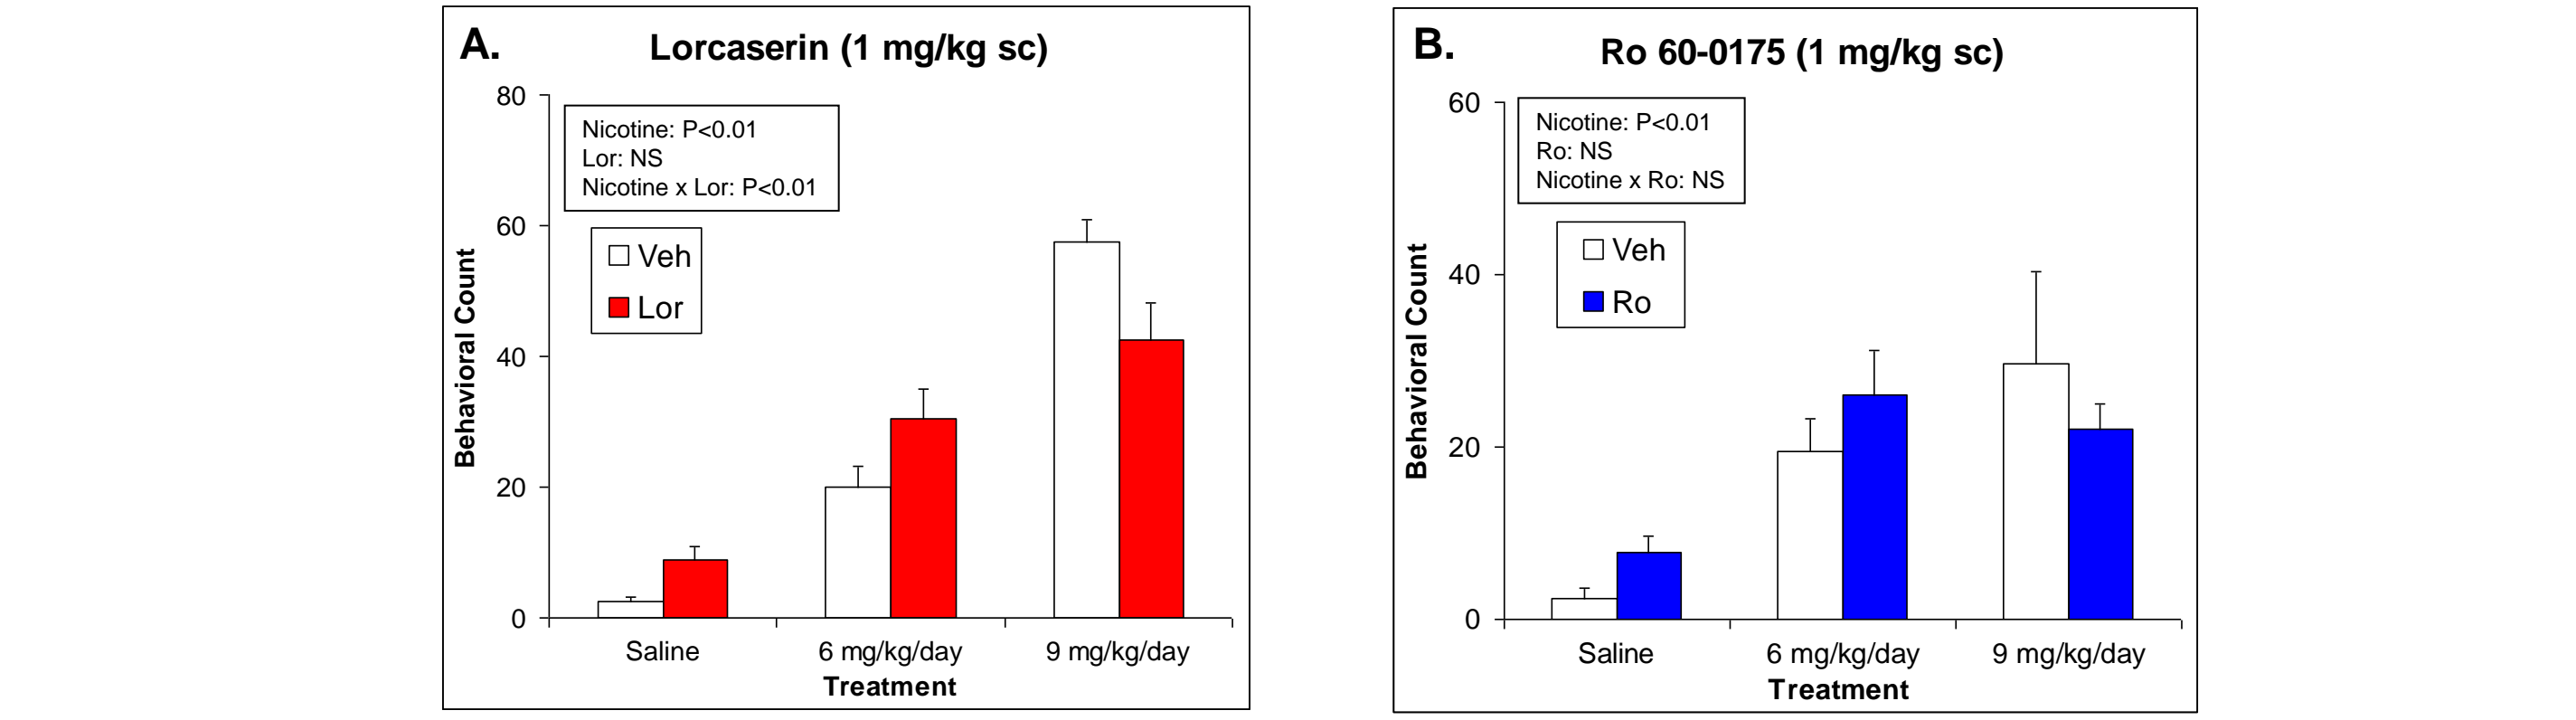 A.
Lorcaserin (1 mg/kg sc)
80
60
40
20
0
Behavioral Count
Nicotine: P<0.01
Lor: NS
Nicotine x Lor: P<0.01
Veh
Lor
Saline
6 mg/kg/day
9 mg/kg/day
Treatment
B.
Ro 60-0175 (1 mg/kg sc)
60
40
20
0
Behavioral Count
Nicotine: P<0.01
Ro: NS
Nicotine x Ro: NS
Veh
Ro
Saline
6 mg/kg/day
9 mg/kg/day
Treatment